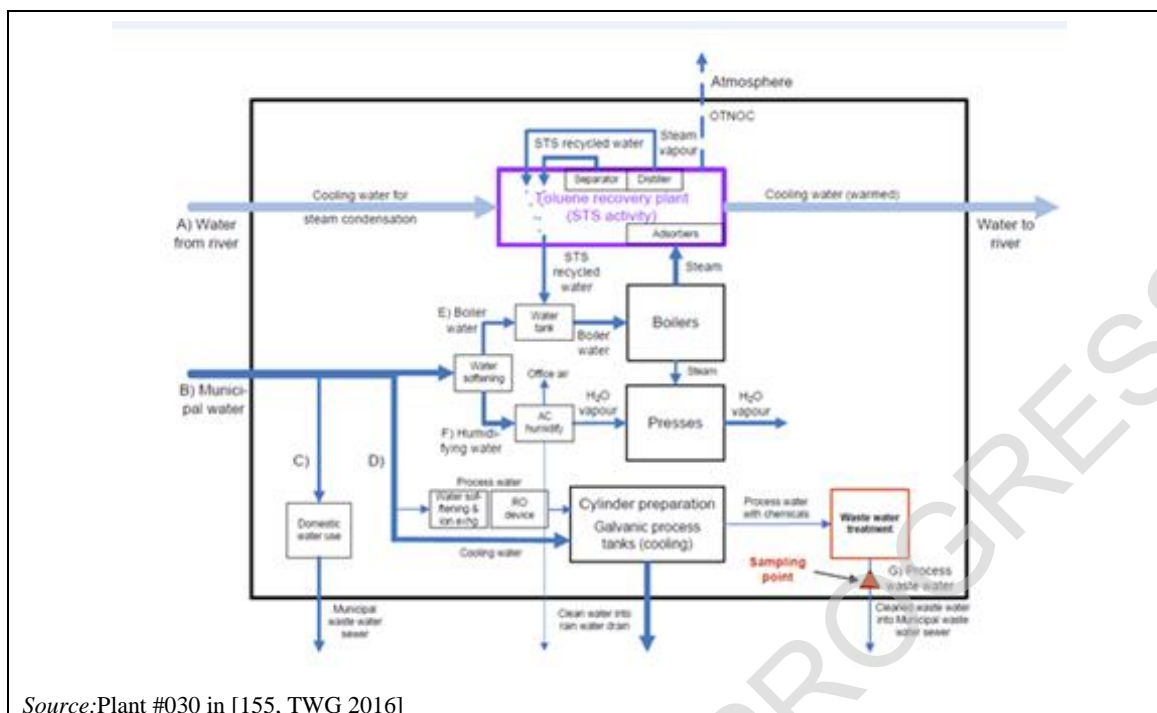 Atmosphere
OTNOC
STS recycled water
Steam
vapour
Separator
Distiller
Cooling water for
steam condensation
Toluene recovery plant
(STS activity)
Cooling water (warmed)
A) Water
from river
Water to
river
Adsorbers
STS
recycled
water
Steam
E) Boiler
water
Water
tank
Boiler
water
Boilers
Water
softening
Office air
Steam
B) Munici-
pal water
F) Humidi-
fying water
AC
humidify
H₂O
vapour
Presses
H₂O
vapour
C)
D)
Process water
Water sof-
ftening &
ion exhg
RO
device
Cylinder preparation
Galvanic process
tanks (cooling)
Process water
with chemicals
Waste water
treatment
Domestic
water use
Cooling water
Sampling
point
G) Process
waste water
Municipal
waste water
sewer
Clean water into
rain water drain
Cleaned waste water
into Municipal waste
water sewer
PROGRESS
Source:Plant #030 in [155, TWG 2016]